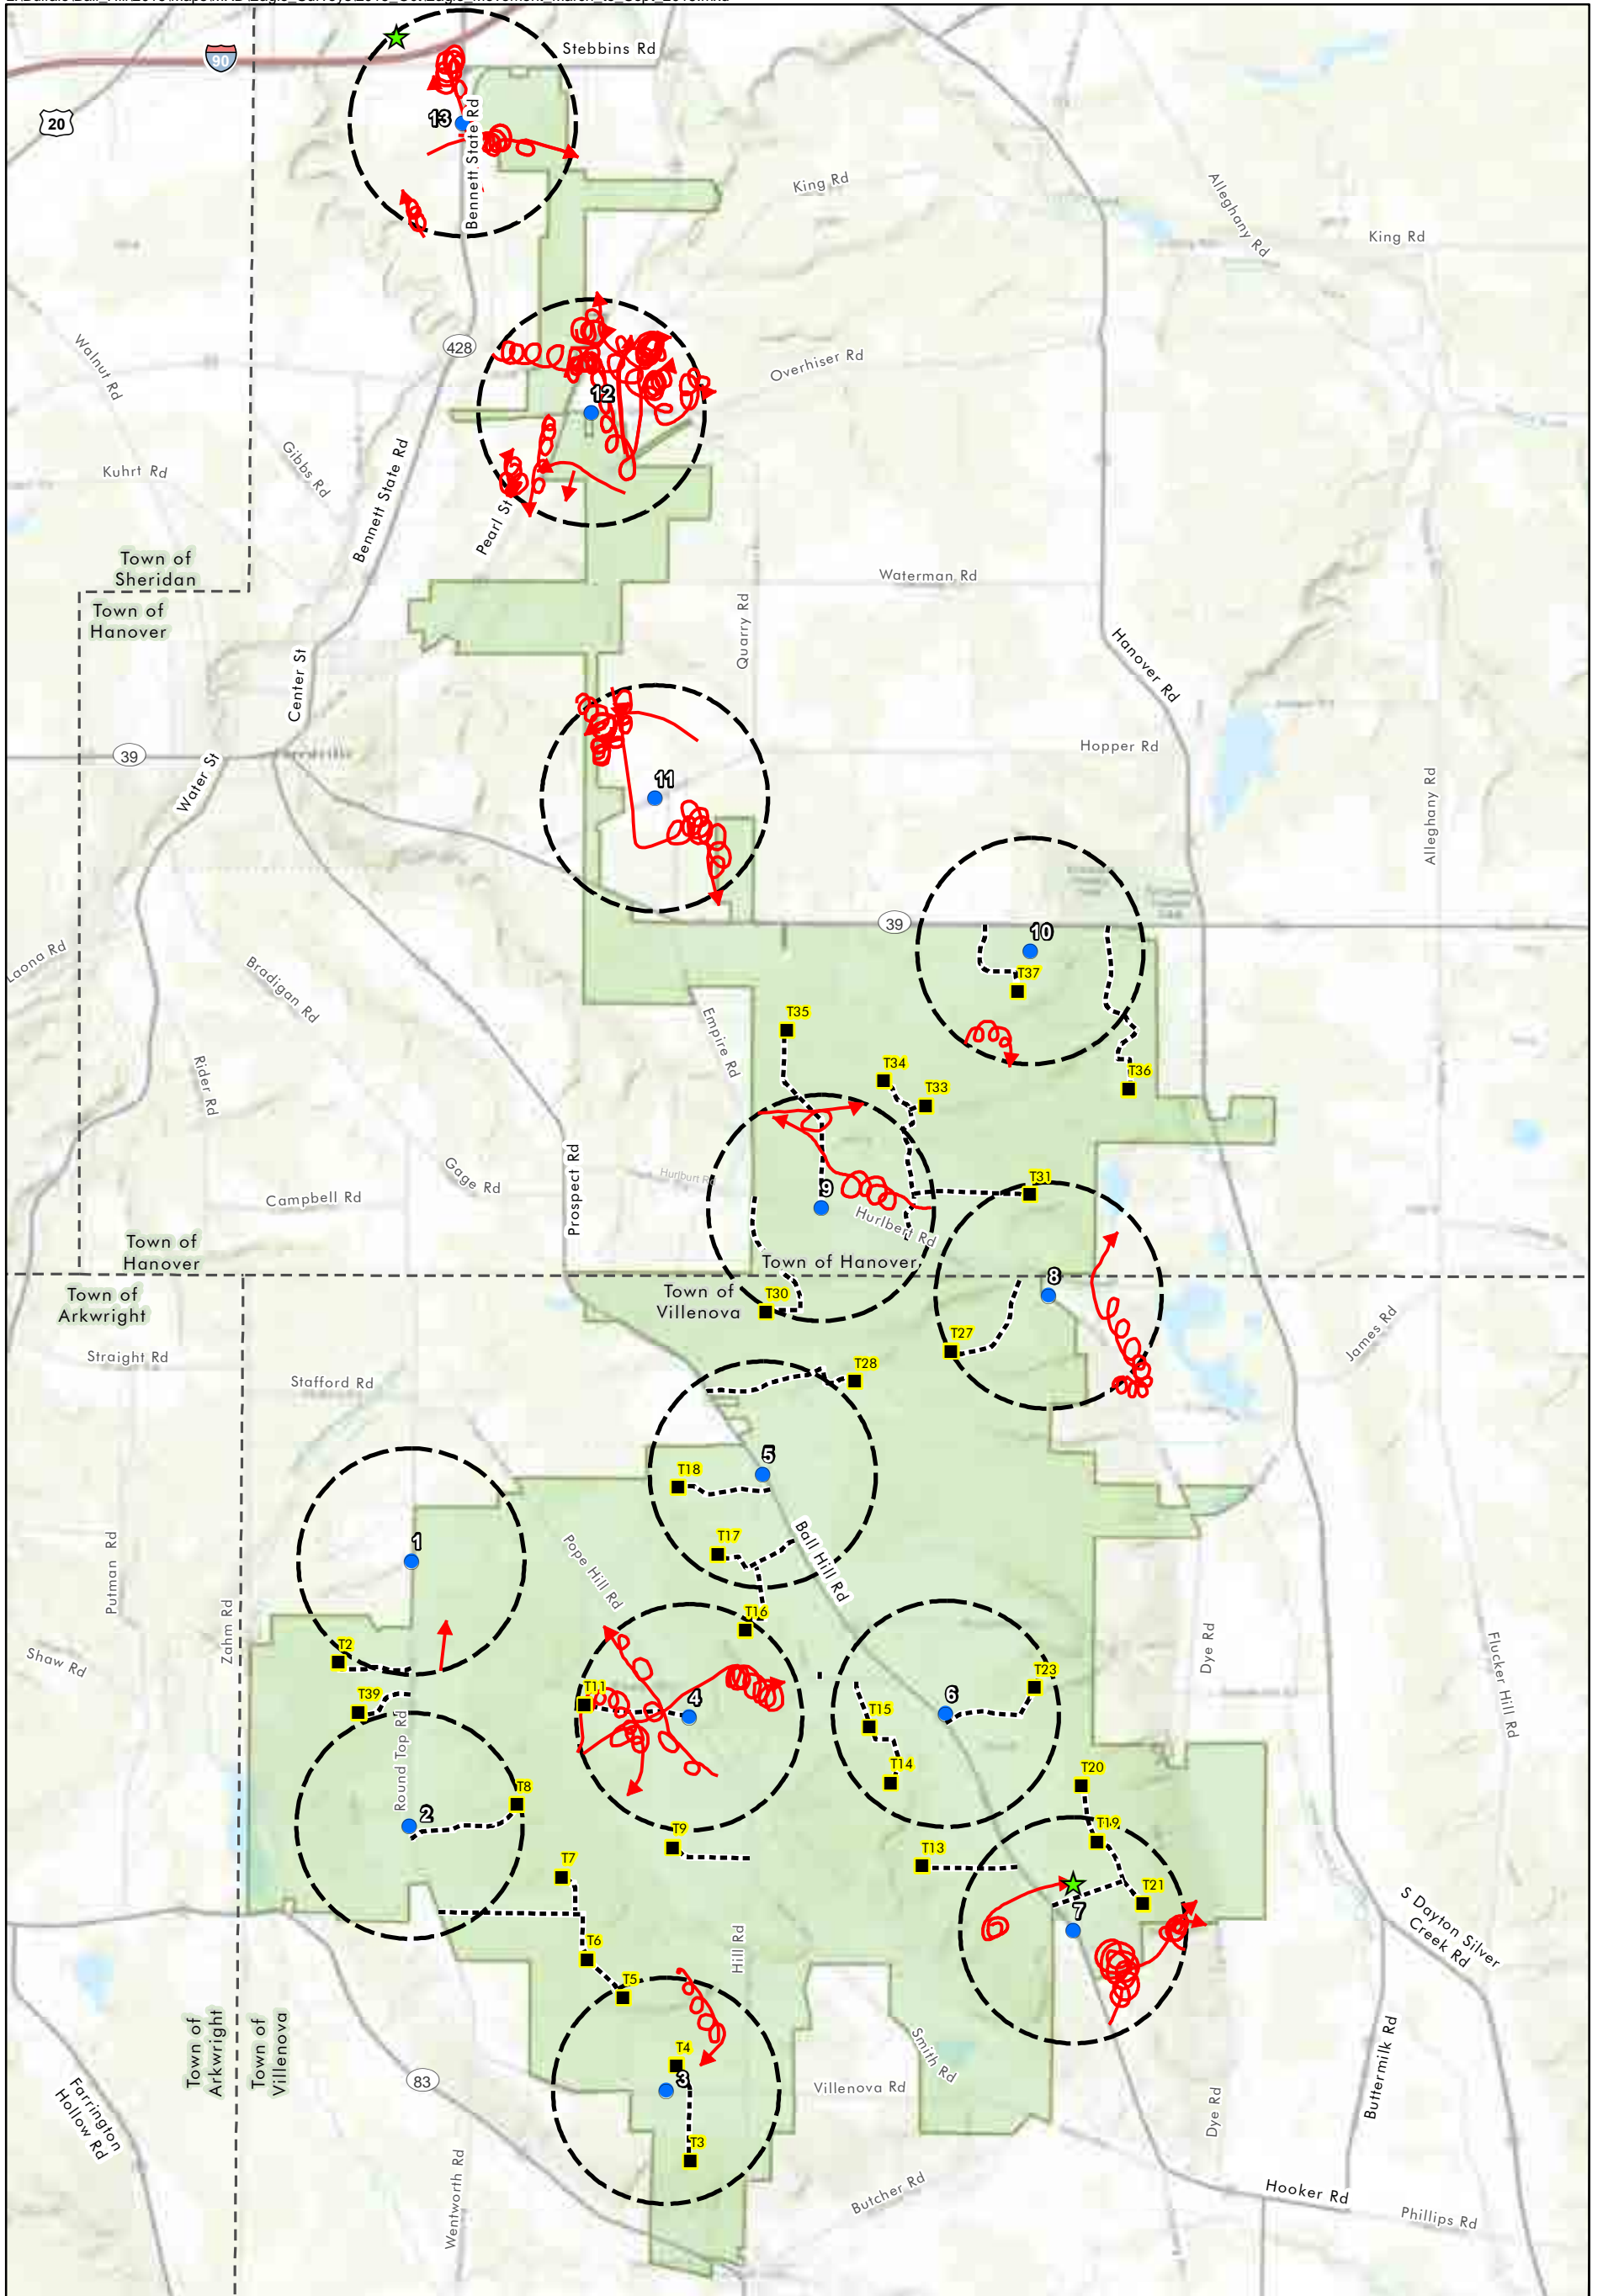 Stebbins Rd
90
20
13
Bennett State Rd
King Rd
Alleghany Rd
King Rd
Walnut Rd
428
Overhiser Rd
12
Kuhrt Rd
Gibbs Rd
Bennett State Rd
Pearl St
Town of
Sheridan
Town of
Hanover
Waterman Rd
Quarry Rd
Hanover Rd
Center St
39
Water St
Hopper Rd
11
Alleghany Rd
39
10
Laona Rd
Bradigan Rd
T37
T35
Empire Rd
T34
T33
T36
Rider Rd
Prospect Rd
Gage Rd
Hurlburt Rd
Campbell Rd
9
T31
Hurlbert Rd
Town of
Hanover
Town of Hanover
Town of
Arkwright
Town of
Villenova
T30
8
T27
James Rd
Straight Rd
Stafford Rd
T28
5
T18
1
T17
Ball Hill Rd
Pope Hill Rd
Putman Rd
Zahm Rd
T16
Shaw Rd
T2
T39
T11
4
T23
6
T15
Dye Rd
Flucker Hill Rd
Round Top Rd
T14
T20
T8
2
T9
T19
T13
T7
T21
7
S Dayton Silver
Creek Rd
T6
Hill Rd
T5
Town of
Arkwright
Town of
Villenova
T4
3
Smith Rd
Villenova Rd
83
Farrington
Hollow Rd
Buttermilk Rd
Dye Rd
T3
Wentworth Rd
Butcher Rd
Hooker Rd
Phillips Rd